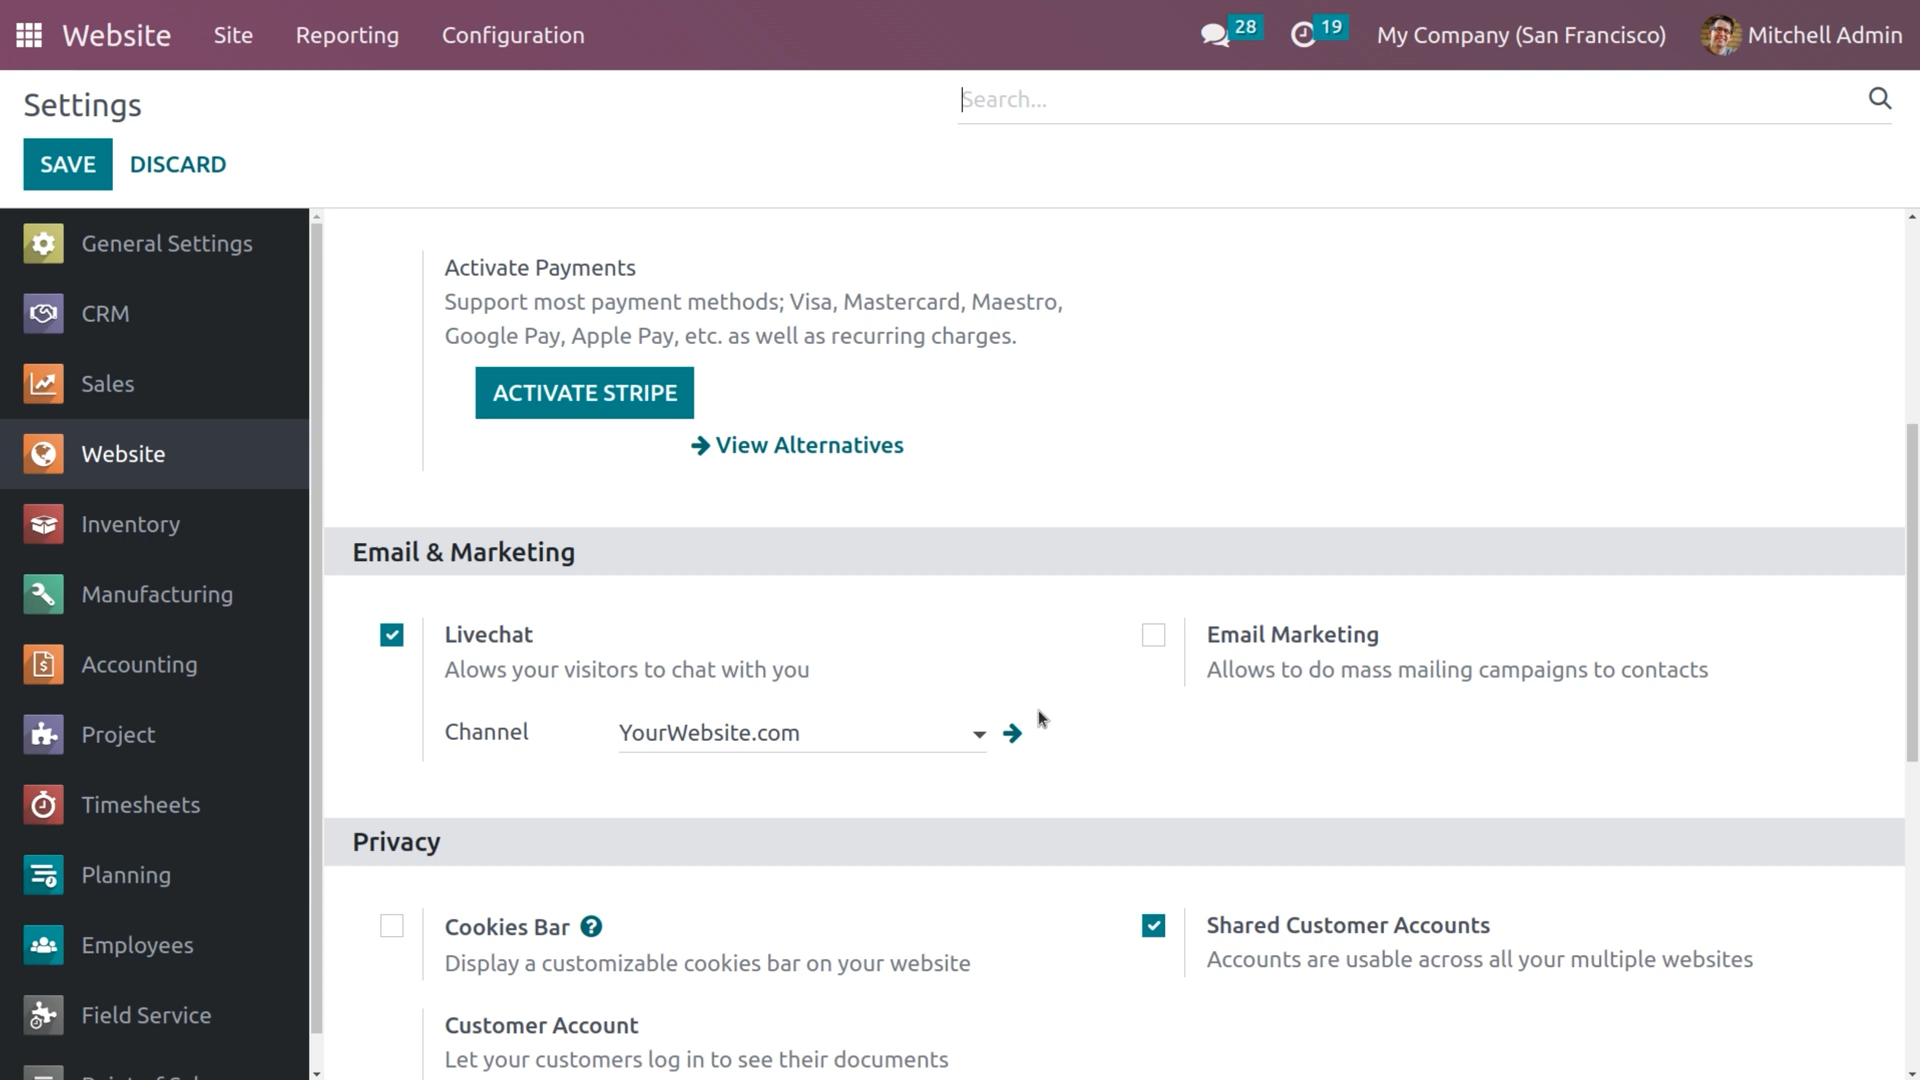 Website Site Reporting Configuration 28 19 My Company (San Francisco) Mitchell Admin
Settings
Search...
SAVE DISCARD
General Settings
CRM
Sales
Website
Inventory
Manufacturing
Accounting
Project
Timesheets
Planning
Employees
Field Service
Activate Payments
Support most payment methods; Visa, Mastercard, Maestro,
Google Pay, Apple Pay, etc. as well as recurring charges.
ACTIVATE STRIPE
View Alternatives
Email & Marketing
Livechat
Alows your visitors to chat with you
Channel YourWebsite.com
Email Marketing
Allows to do mass mailing campaigns to contacts
Privacy
Cookies Bar ?
Display a customizable cookies bar on your website
Shared Customer Accounts
Accounts are usable across all your multiple websites
Customer Account
Let your customers log in to see their documents